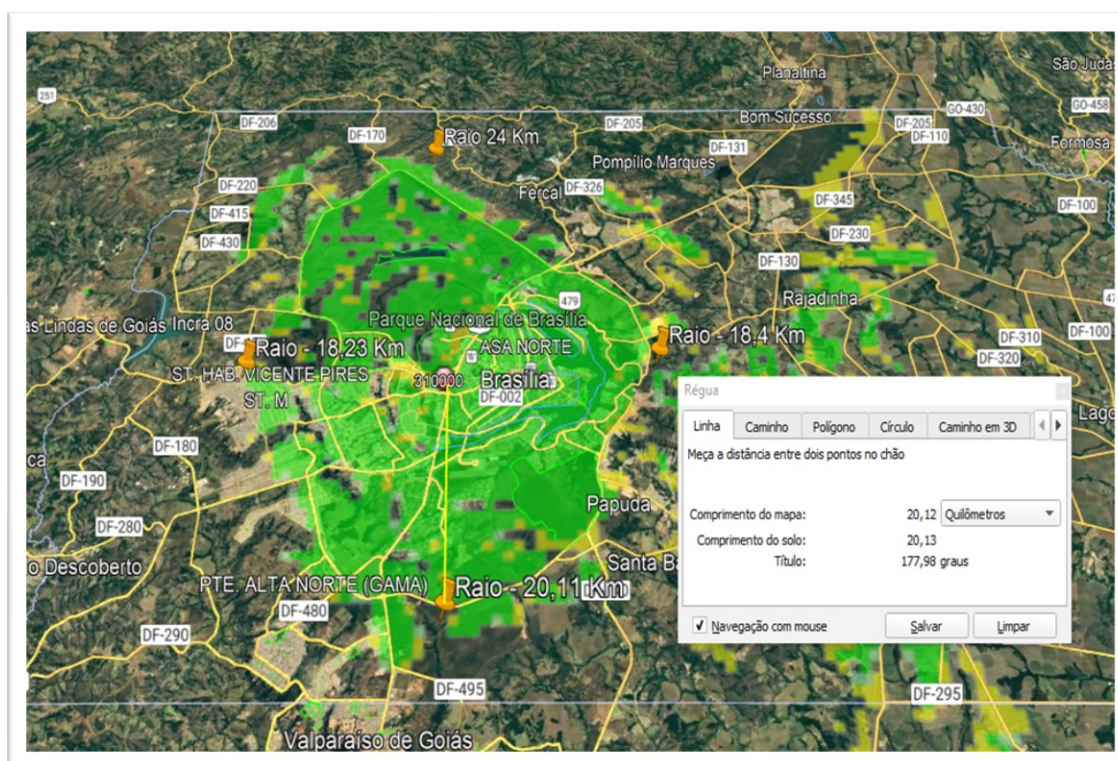 Planaltina
São Judas
251
DF-206
DF-170
Raio 24 Km
DF-205
Bom Sucesso
GO-430
DF-205
DF-110
GO-458
Formosa
DF-131
Pompílio Marques
Fercal
DF-326
DF-220
DF-415
DF-430
DF-345
DF-100
DF-230
DF-130
Rajadinha
479
Parque Nacional de Brasília
as Lindas de Goiás
Incra 08
Raio - 18,23 Km
ASA NORTE
Raio - 18,4 Km
DF-310
DF-100
DF-320
ST. HAB. VICENTE PIRES
ST. M
310000
Brasília
DF-002
Lago
DF-180
ca
DF-190
DF-280
Papuda
o Descoberto
Santa Ba
PTE. ALTA NORTE (GAMA)
Raio - 20,11 Km
DF-480
DF-290
DF-495
DF-295
Valparaíso de Goiás
Régua
Linha
Caminho
Polígono
Círculo
Caminho em 3D
Meça a distância entre dois pontos no chão
Comprimento do mapa: 20,12 Quilômetros
Comprimento do solo: 20,13
Título: 177,98 graus
Navegação com mouse
Salvar
Limpar